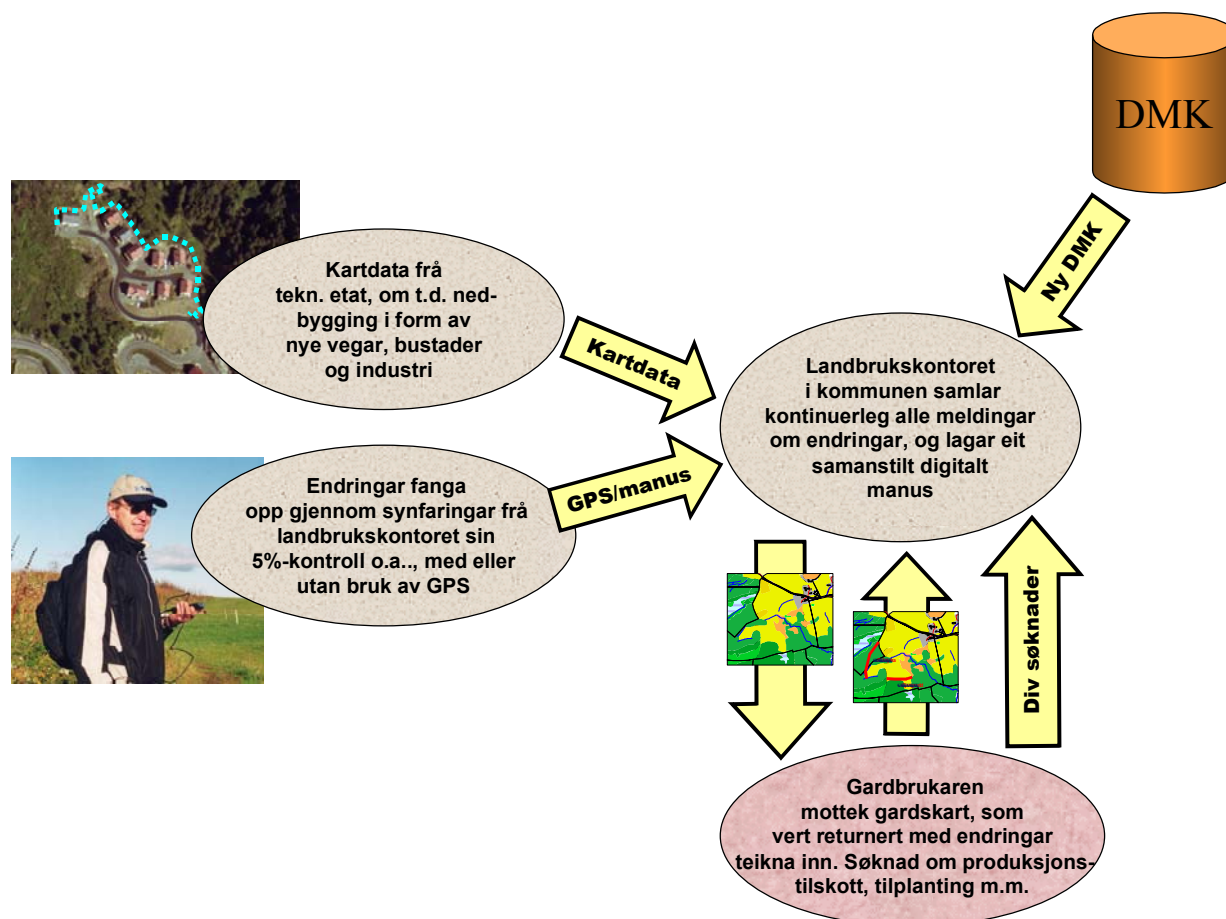 DMK
Ny DMK
Kartdata frå
tekn. etat, om t.d. ned-
bygging i form av
nye vegar, bustader
og industri
Kartdata
Landbrukskontoret
i kommunen samlar
kontinuerleg alle meldingar
om endringar, og lagar eit
samanstilt digitalt
manus
Endringar fanga
opp gjennom synfaringar frå
landbrukskontoret sin
5%-kontroll o.a.., med eller
utan bruk av GPS
GPS/manus
Div søknader
Gardbrukaren
mottek gardskart, som
vert returnert med endringar
teikna inn. Søknad om produksjons-
tilskott, tilplanting m.m.